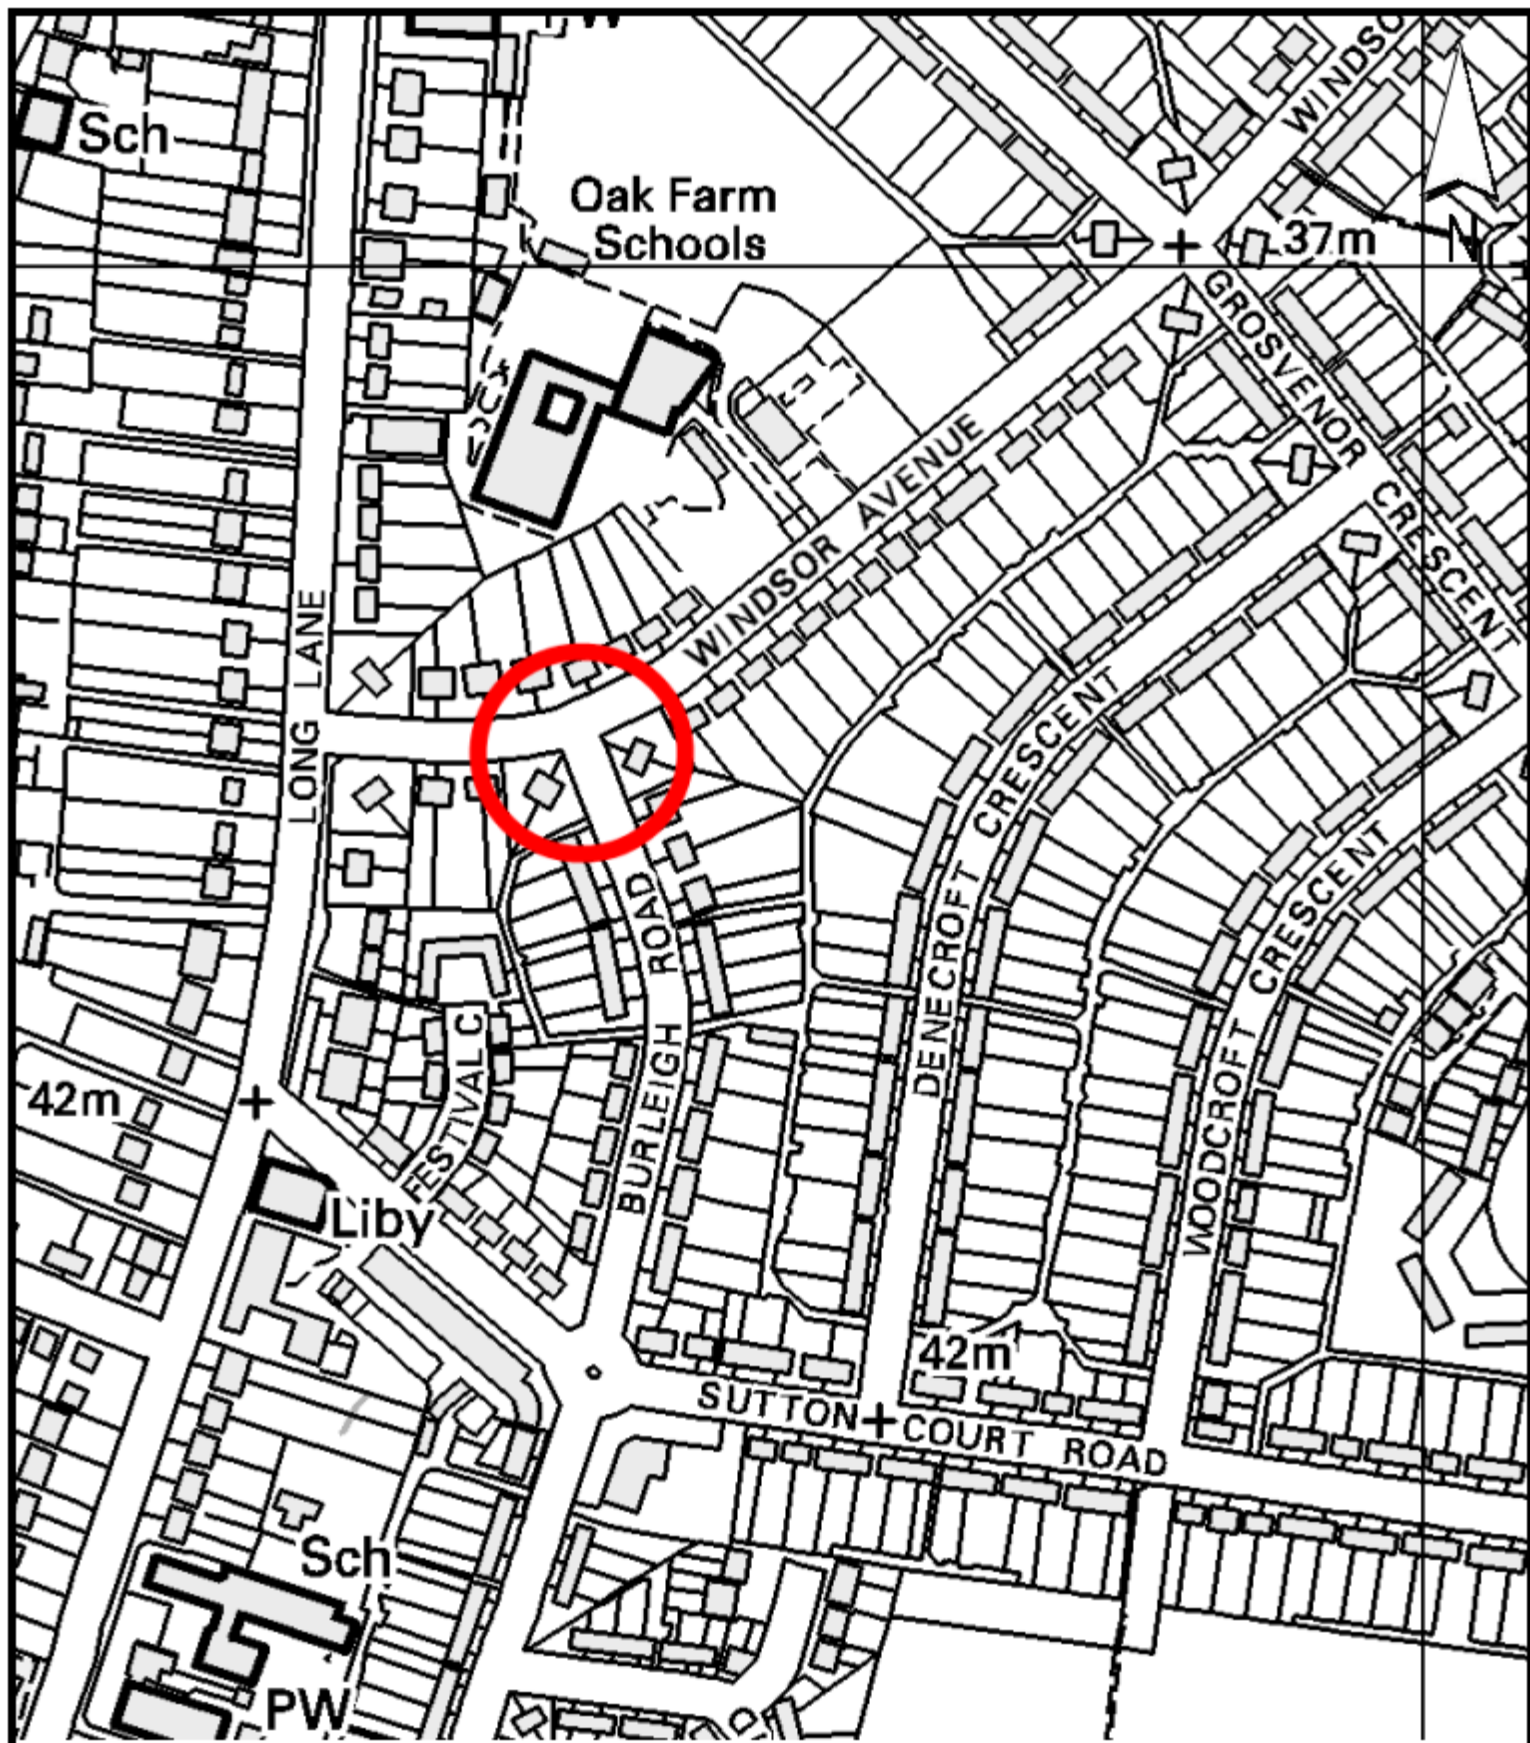 Sch
Oak Farm
Schools
37m
N
GROSVENOR
CRESCENT
WINDSOR AVENUE
LONG LANE
DENECROFT CRESCENT
WOODCROFT CRESCENT
BURLEIGH ROAD
FESTIVAL C
42m
Liby
42m
SUTTON COURT ROAD
Sch
PW